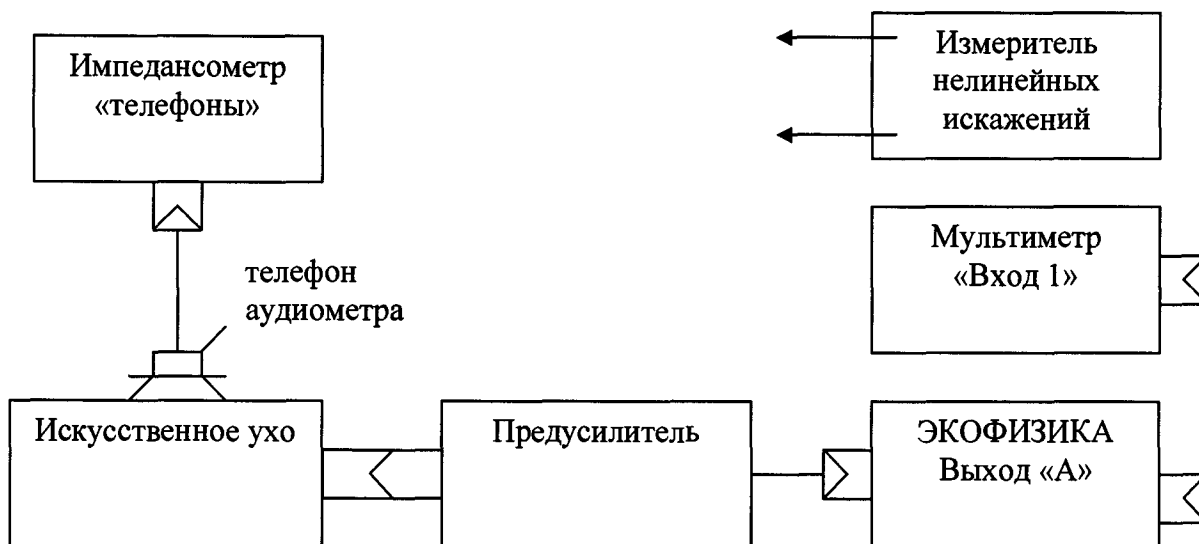 Импедансометр
«телефоны»
Измеритель
нелинейных
искажений
Мультиметр
«Вход 1»
телефон
аудиометра
Искусственное ухо
Предусилитель
ЭКОФИЗИКА
Выход «А»